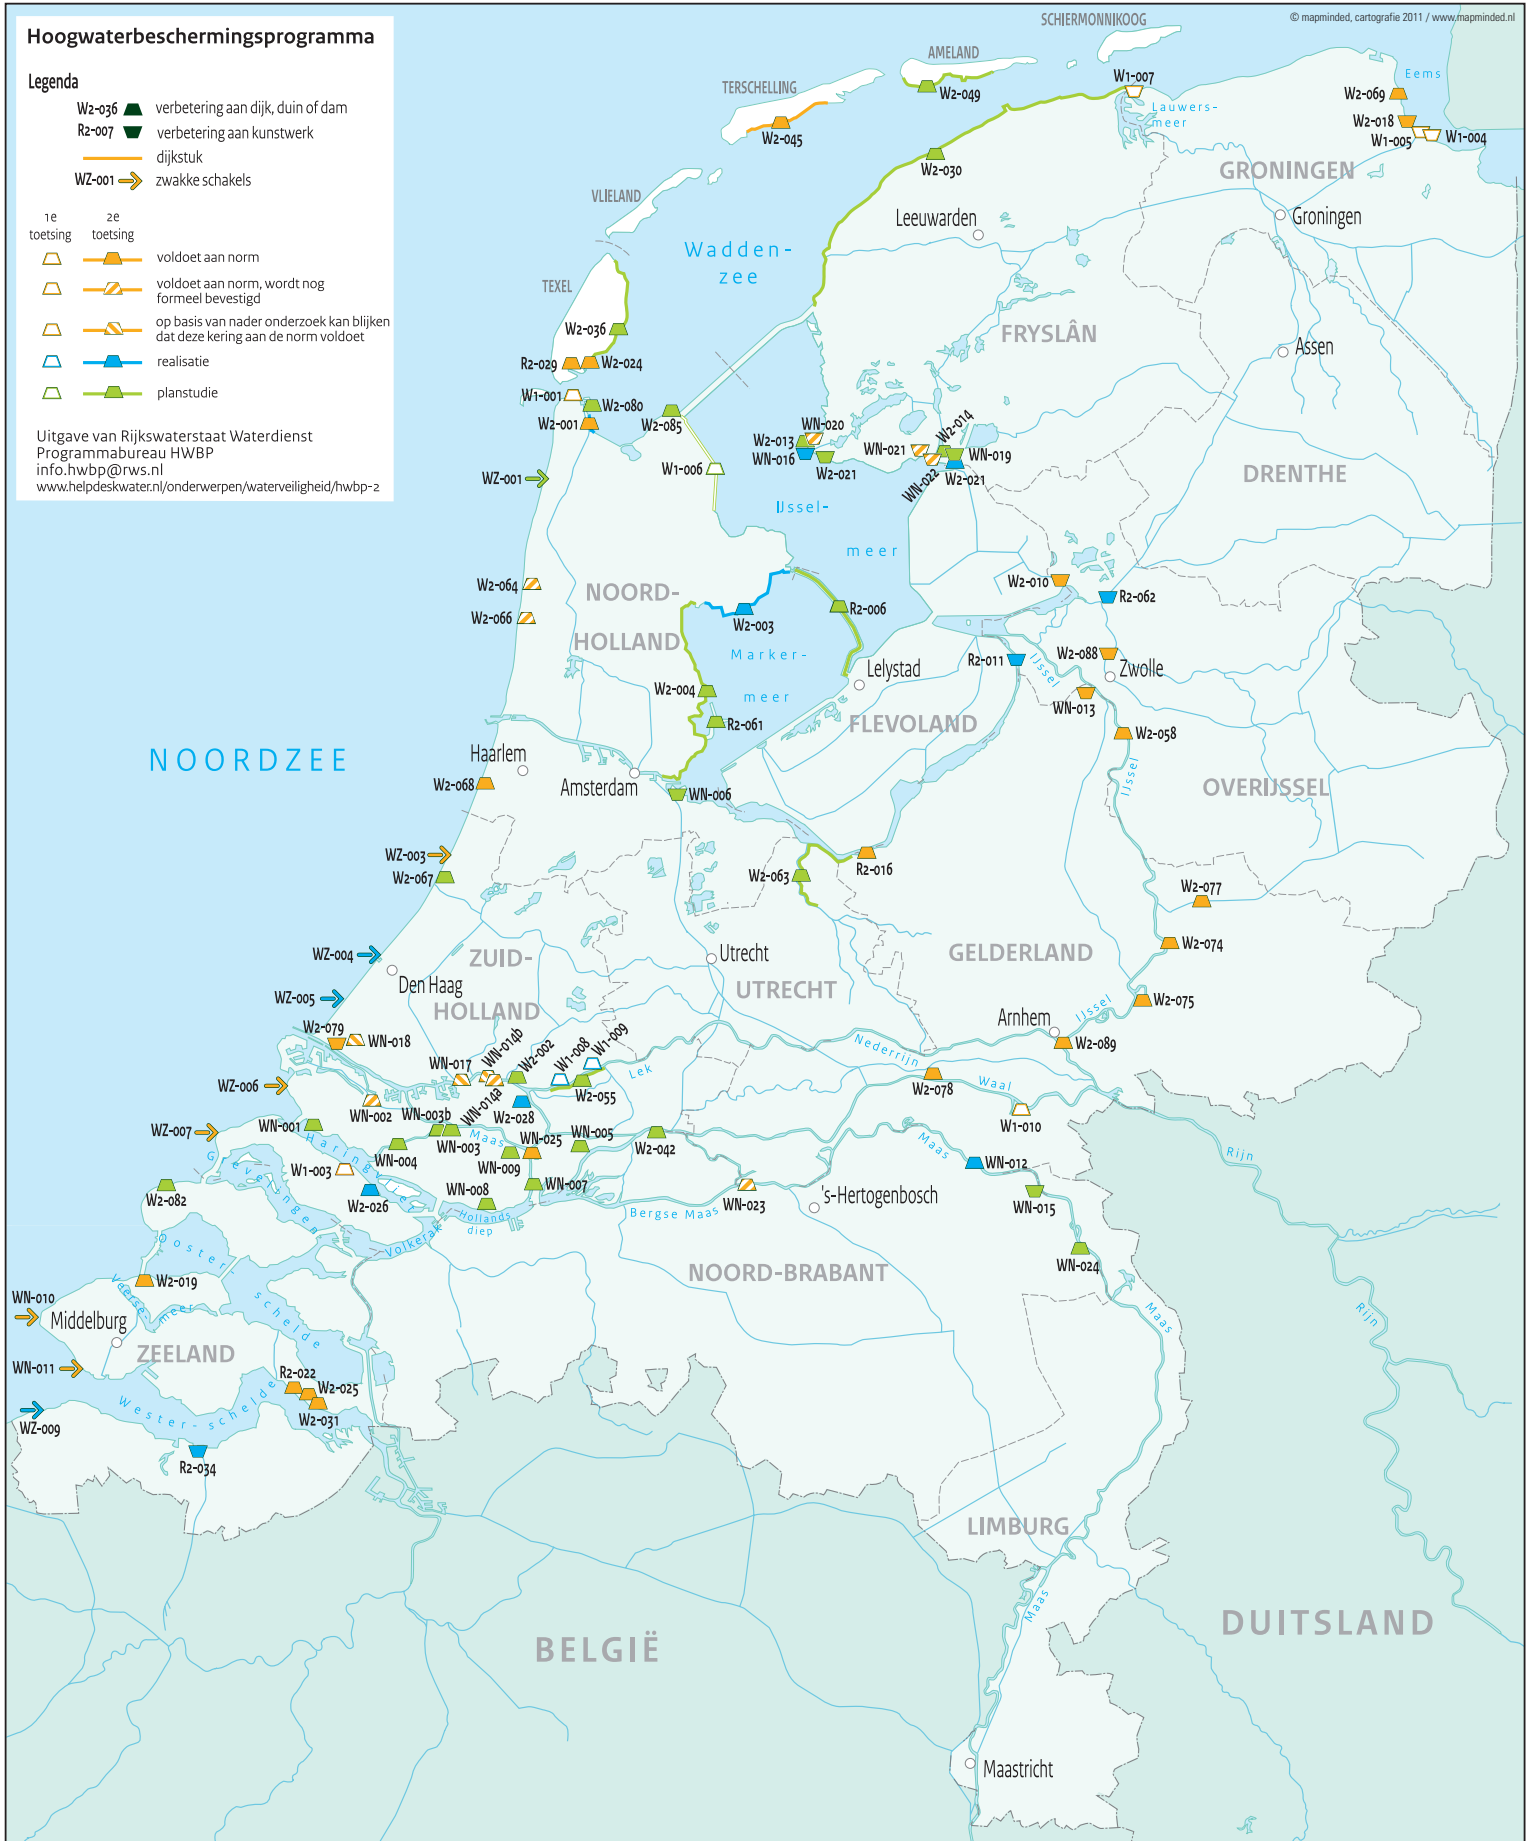 © mapminded, cartografie 2011 / www.mapminded.nl
Hoogwaterbeschermingsprogramma
Legenda
W2-036 verbetering aan dijk, duin of dam
R2-007 verbetering aan kunstwerk
dijkstuk
WZ-001 zwakke schakels
1e toetsing
2e toetsing
voldoet aan norm
voldoet aan norm, wordt nog
formeel bevestigd
op basis van nader onderzoek kan blijken
dat deze kering aan de norm voldoet
realisatie
planstudie
Uitgave van Rijkswaterstaat Waterdienst
Programmabureau HWBP
info.hwbp@rws.nl
www.helpdeskwater.nl/onderwerpen/waterveiligheid/hwbp-2
SCHIERMONNIKOOG
AMELAND
W2-049
TERSCHELLING
W2-045
VLIELAND
TEXEL
W1-007
Lauwers-
meer
Eems
W2-069
W2-018
W1-005
W1-004
GRONINGEN
Groningen
W2-030
Leeuwarden
Wadden-
zee
FRYSLÂN
Assen
DRENTHE
W2-036
R2-029
W2-024
W1-001
W2-080
W2-001
W2-085
W1-006
WZ-001
WN-020
W2-013
WN-016
W2-021
WN-021
WN-022
W2-014
WN-019
W2-021
IJssel-
meer
W2-064
W2-066
NOORD-
HOLLAND
W2-003
R2-006
Marker-
meer
W2-004
R2-061
Lelystad
FLEVOLAND
W2-010
R2-062
R2-011
IJssel
W2-088
Zwolle
WN-013
W2-058
IJssel
OVERIJSSEL
NOORDZEE
Haarlem
W2-068
Amsterdam
WN-006
WZ-003
W2-067
W2-063
R2-016
W2-077
W2-074
W2-075
IJssel
WZ-004
Den Haag
WZ-005
ZUID-
HOLLAND
Utrecht
UTRECHT
GELDERLAND
Arnhem
W2-089
W2-079
WN-018
WN-017
WN-014b
W2-002
W1-008
W1-009
Lek
Nederrijn
W2-078
Waal
W1-010
WZ-006
WN-002
WN-003b
WN-014a
W2-028
W2-055
WZ-007
WN-001
WN-004
WN-003
Maas
WN-025
WN-005
WN-009
W2-042
Haringvliet
W1-003
W2-026
WN-008
WN-007
Hollands
diep
Bergse Maas
WN-023
's-Hertogenbosch
Maas
WN-012
WN-015
WN-024
Maas
Rijn
Rijn
Grevelingen
W2-082
Volkerak
Ooster-
schelde
W2-019
Veerse-
meer
WN-010
Middelburg
ZEELAND
WN-011
R2-022
W2-025
W2-031
Wester-schelde
WZ-009
R2-034
NOORD-BRABANT
LIMBURG
Maas
BELGIË
DUITSLAND
Maastricht